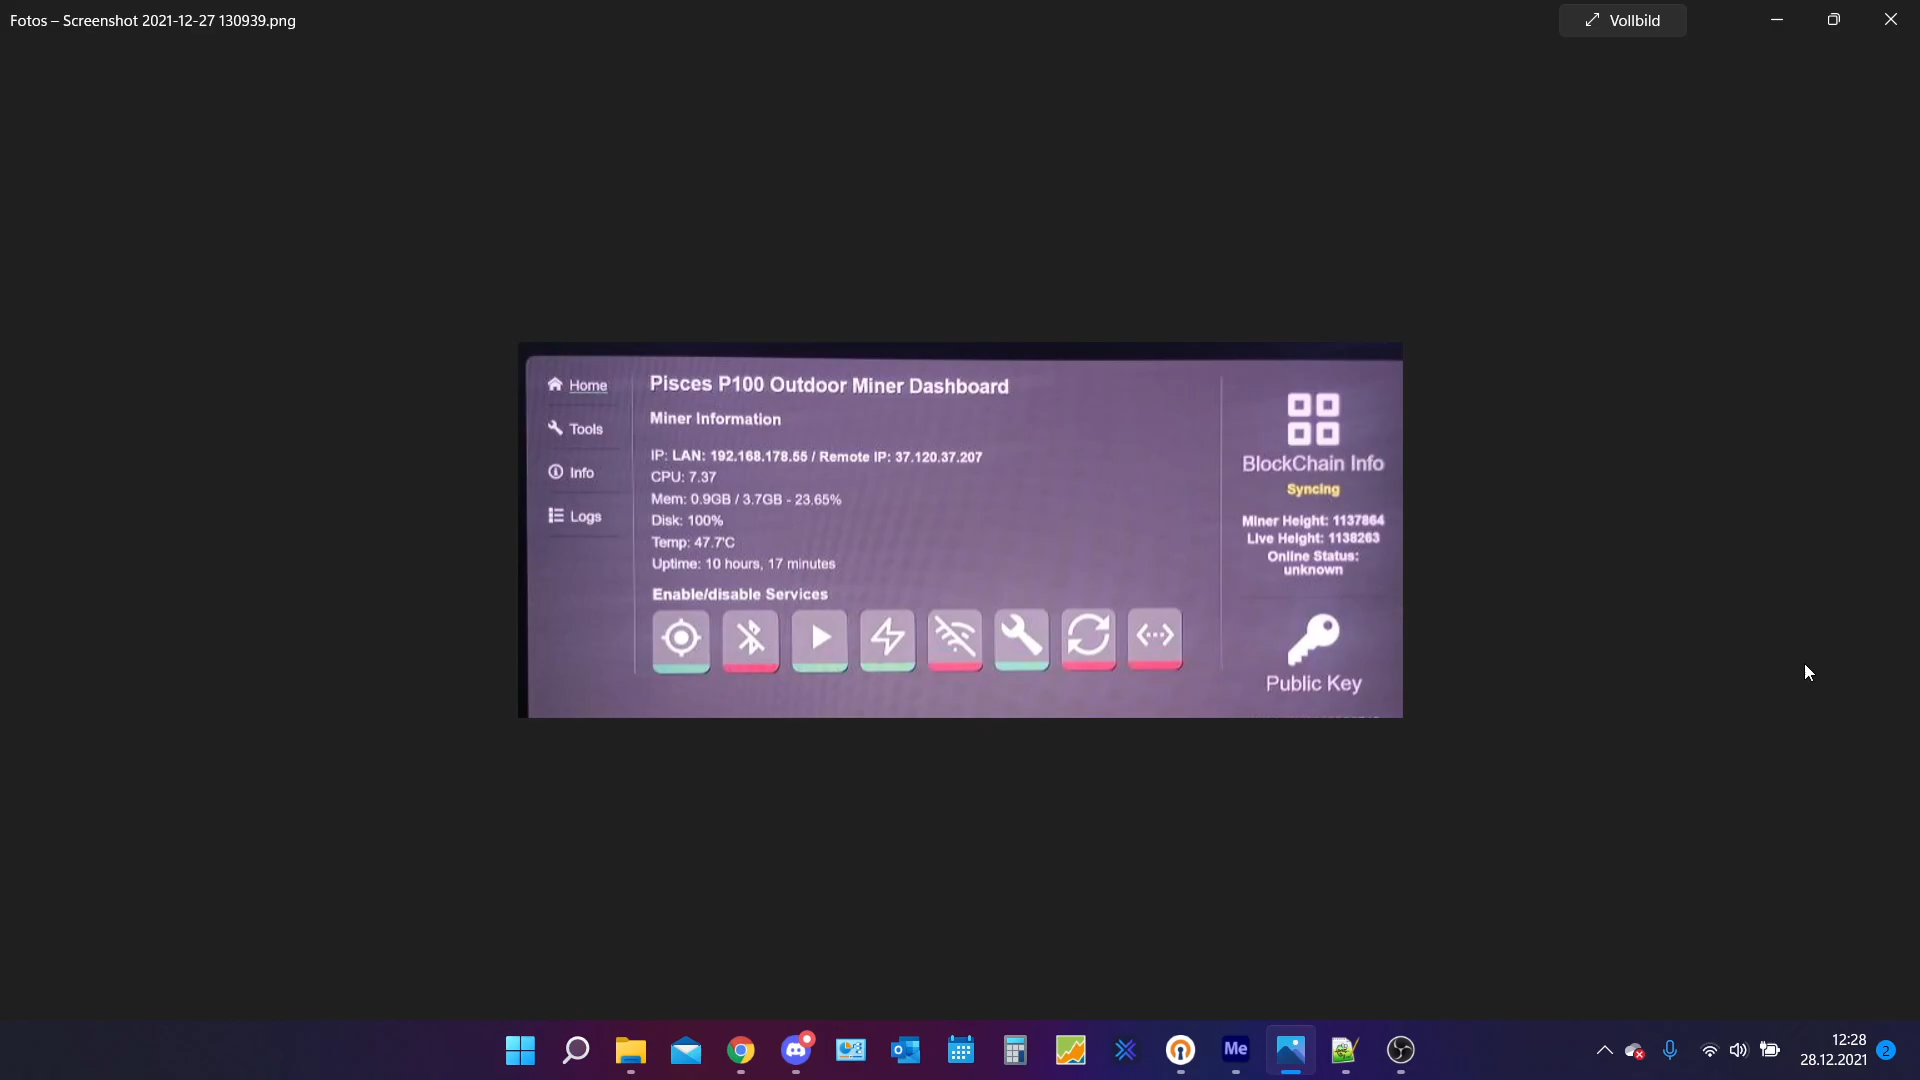 Fotos – Screenshot 2021-12-27 130939.png
Vollbild
Home
Tools
Info
Logs
Pisces P100 Outdoor Miner Dashboard
Miner Information
IP: LAN: 192.168.178.55 / Remote IP: 37.120.37.207
CPU: 7.37
Mem: 0.9GB / 3.7GB - 23.65%
Disk: 100%
Temp: 47.7'C
Uptime: 10 hours, 17 minutes
Enable/disable Services
BlockChain Info
Syncing
Miner Height: 1137864
Live Height: 1138263
Online Status:
unknown
Public Key
Me
12:28
28.12.2021
2